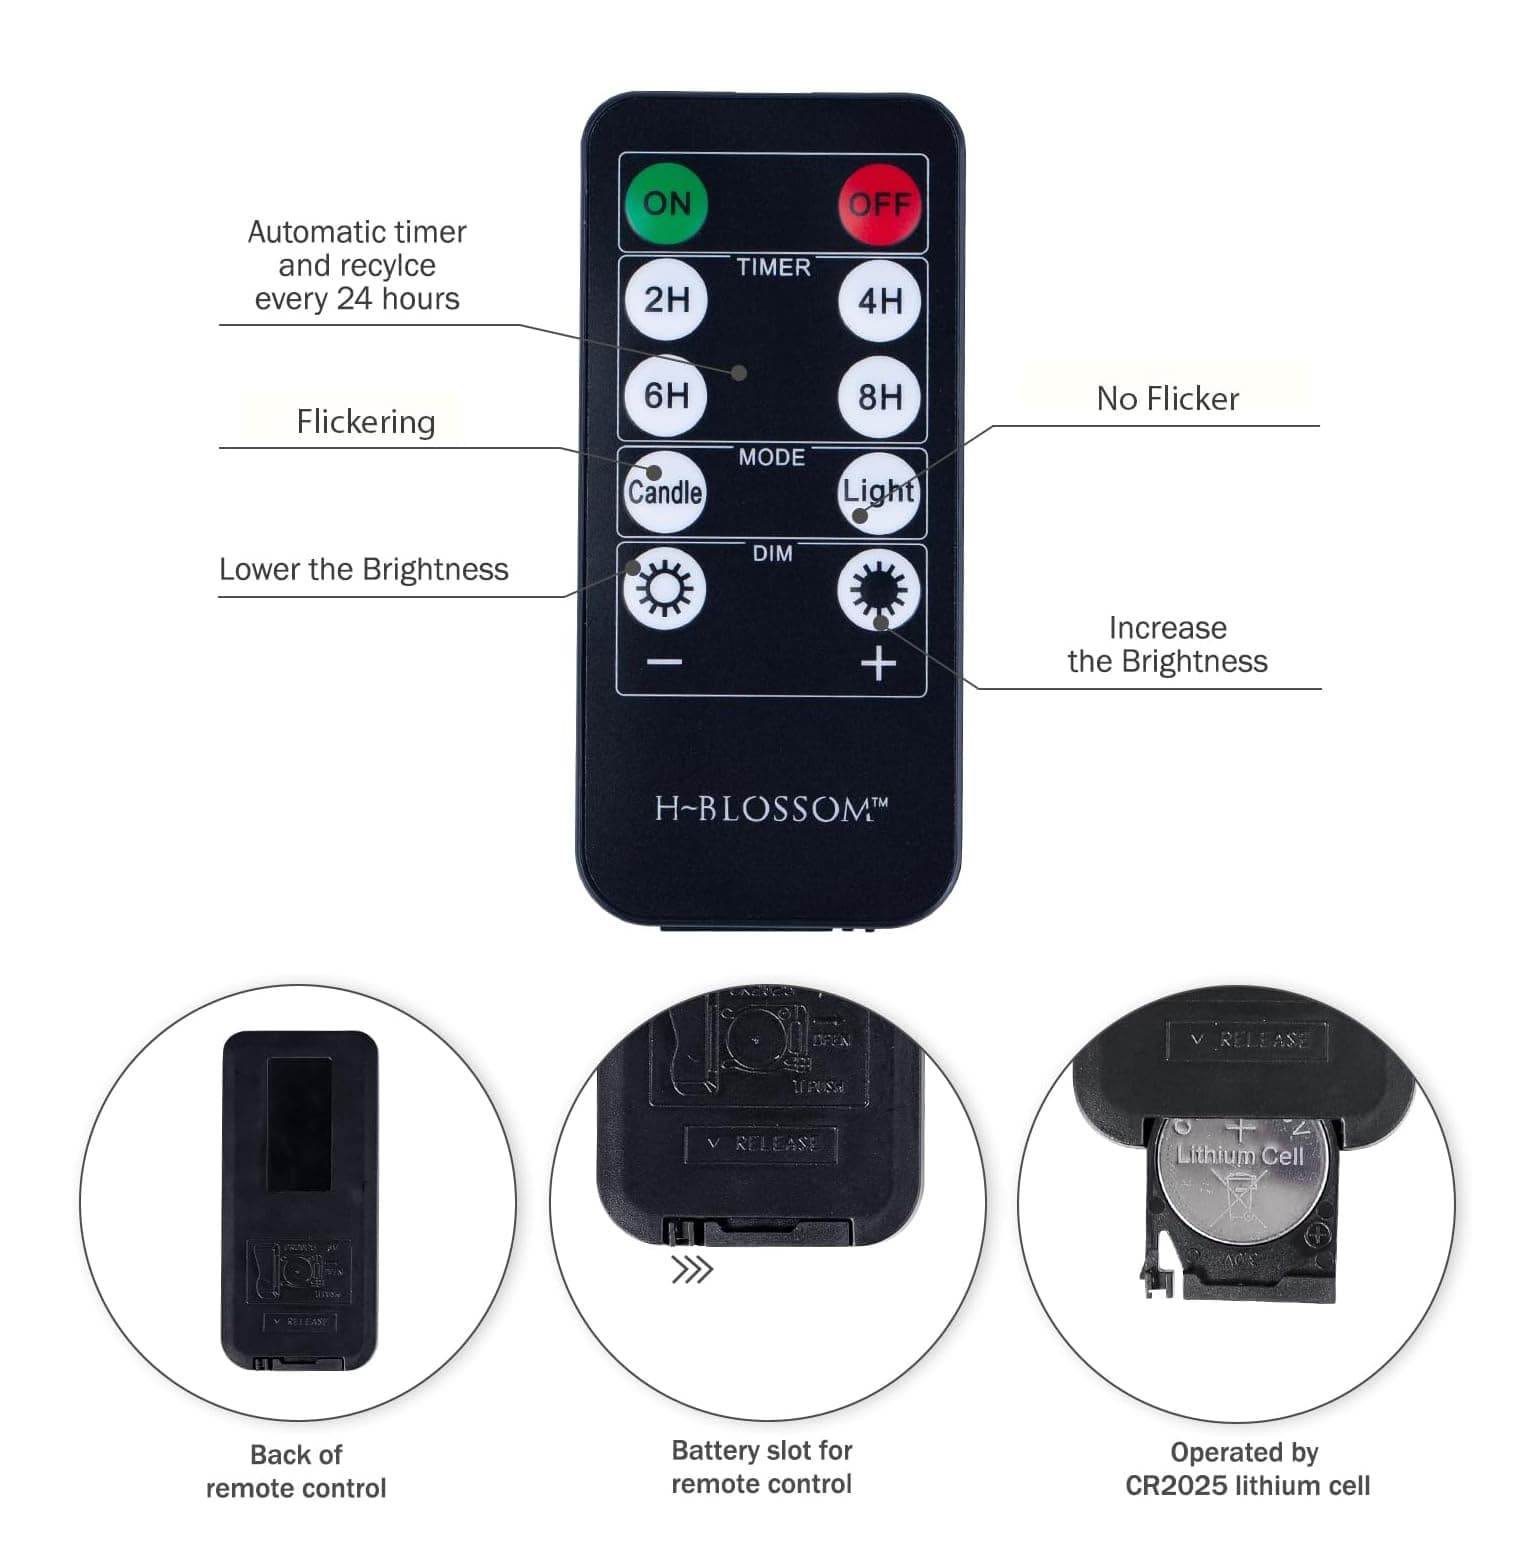 ON OFF
Automatic timer
and recylce
every 24 hours
TIMER
2H 4H
6H 8H
No Flicker
Flickering
MODE
Candle Light
DIM
Lower the Brightness
Increase
the Brightness
− +
H~BLOSSOM™
OPEN
PUSH
RELEASE
RELEASE
RELEASE
+
Lithium Cell
Back of
remote control
Battery slot for
remote control
Operated by
CR2025 lithium cell